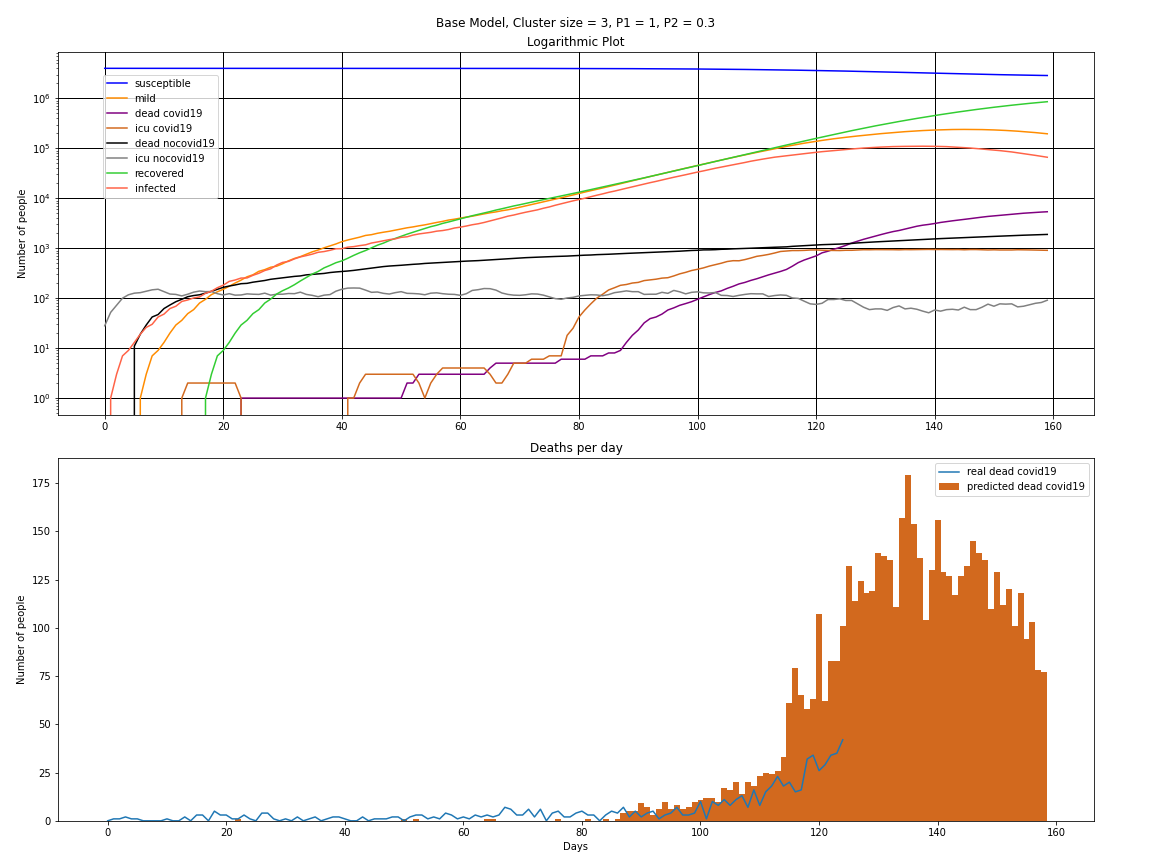 Base Model, Cluster size = 3, P1 = 1, P2 = 0.3
Logarithmic Plot
susceptible
mild
dead covid19
icu covid19
dead nocovid19
icu nocovid19
recovered
infected
Number of people
10⁶
10⁵
10⁴
10³
10²
10¹
10⁰
0 20 40 60 80 100 120 140 160
Deaths per day
real dead covid19
predicted dead covid19
Number of people
175
150
125
100
75
50
25
0
0 20 40 60 80 100 120 140 160
Days